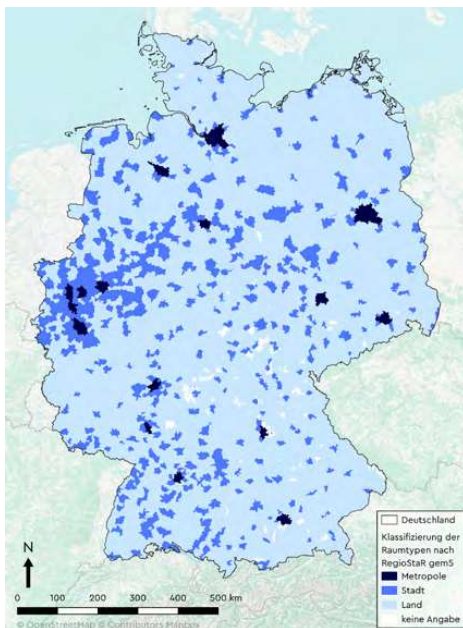 Deutschland
Klassifizierung der
Raumtypen nach
RegioStaR gem5
Metropole
Stadt
Land
keine Angabe
N
0 100 200 300 400 500 km
© OpenStreetMap © Contributors Mapbox